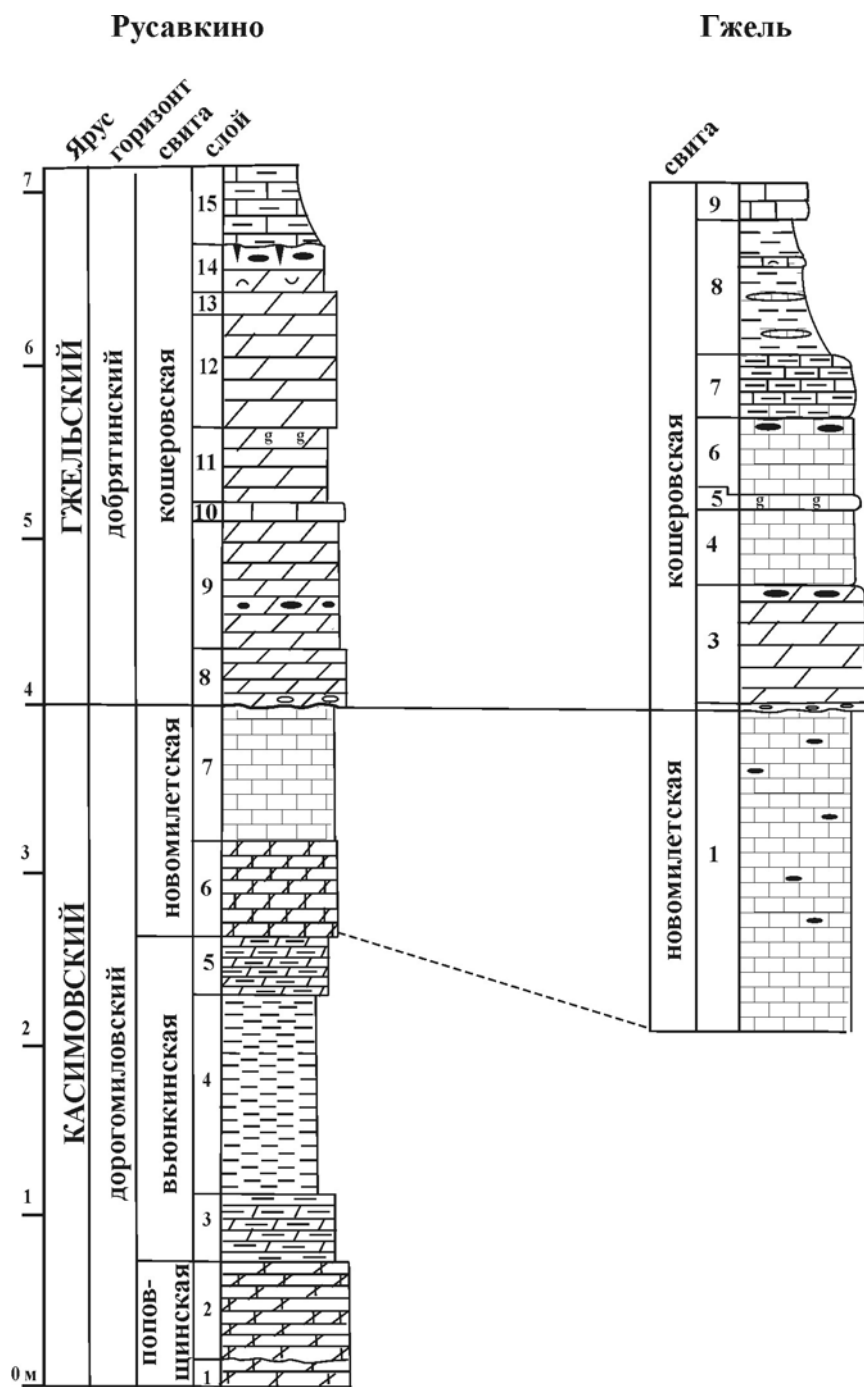 Русавкино
Гжель
Ярус
горизонт
свита
слой
свита
7
6
5
4
3
2
1
0 м
ГЖЕЛЬСКИЙ
КАСИМОВСКИЙ
добрятинский
дорогомиловский
кошеровская
новомилетская
вьюнкинская
попов-
щинская
15
14
13
12
11
10
9
8
7
6
5
4
3
2
1
g g
кошеровская
новомилетская
9
8
7
6
5
4
3
1
g g